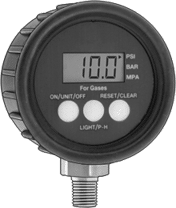 10.0
PSI
BAR
MPA
For Gases
ON/UNIT/OFF RESET/CLEAR
LIGHT/P-H